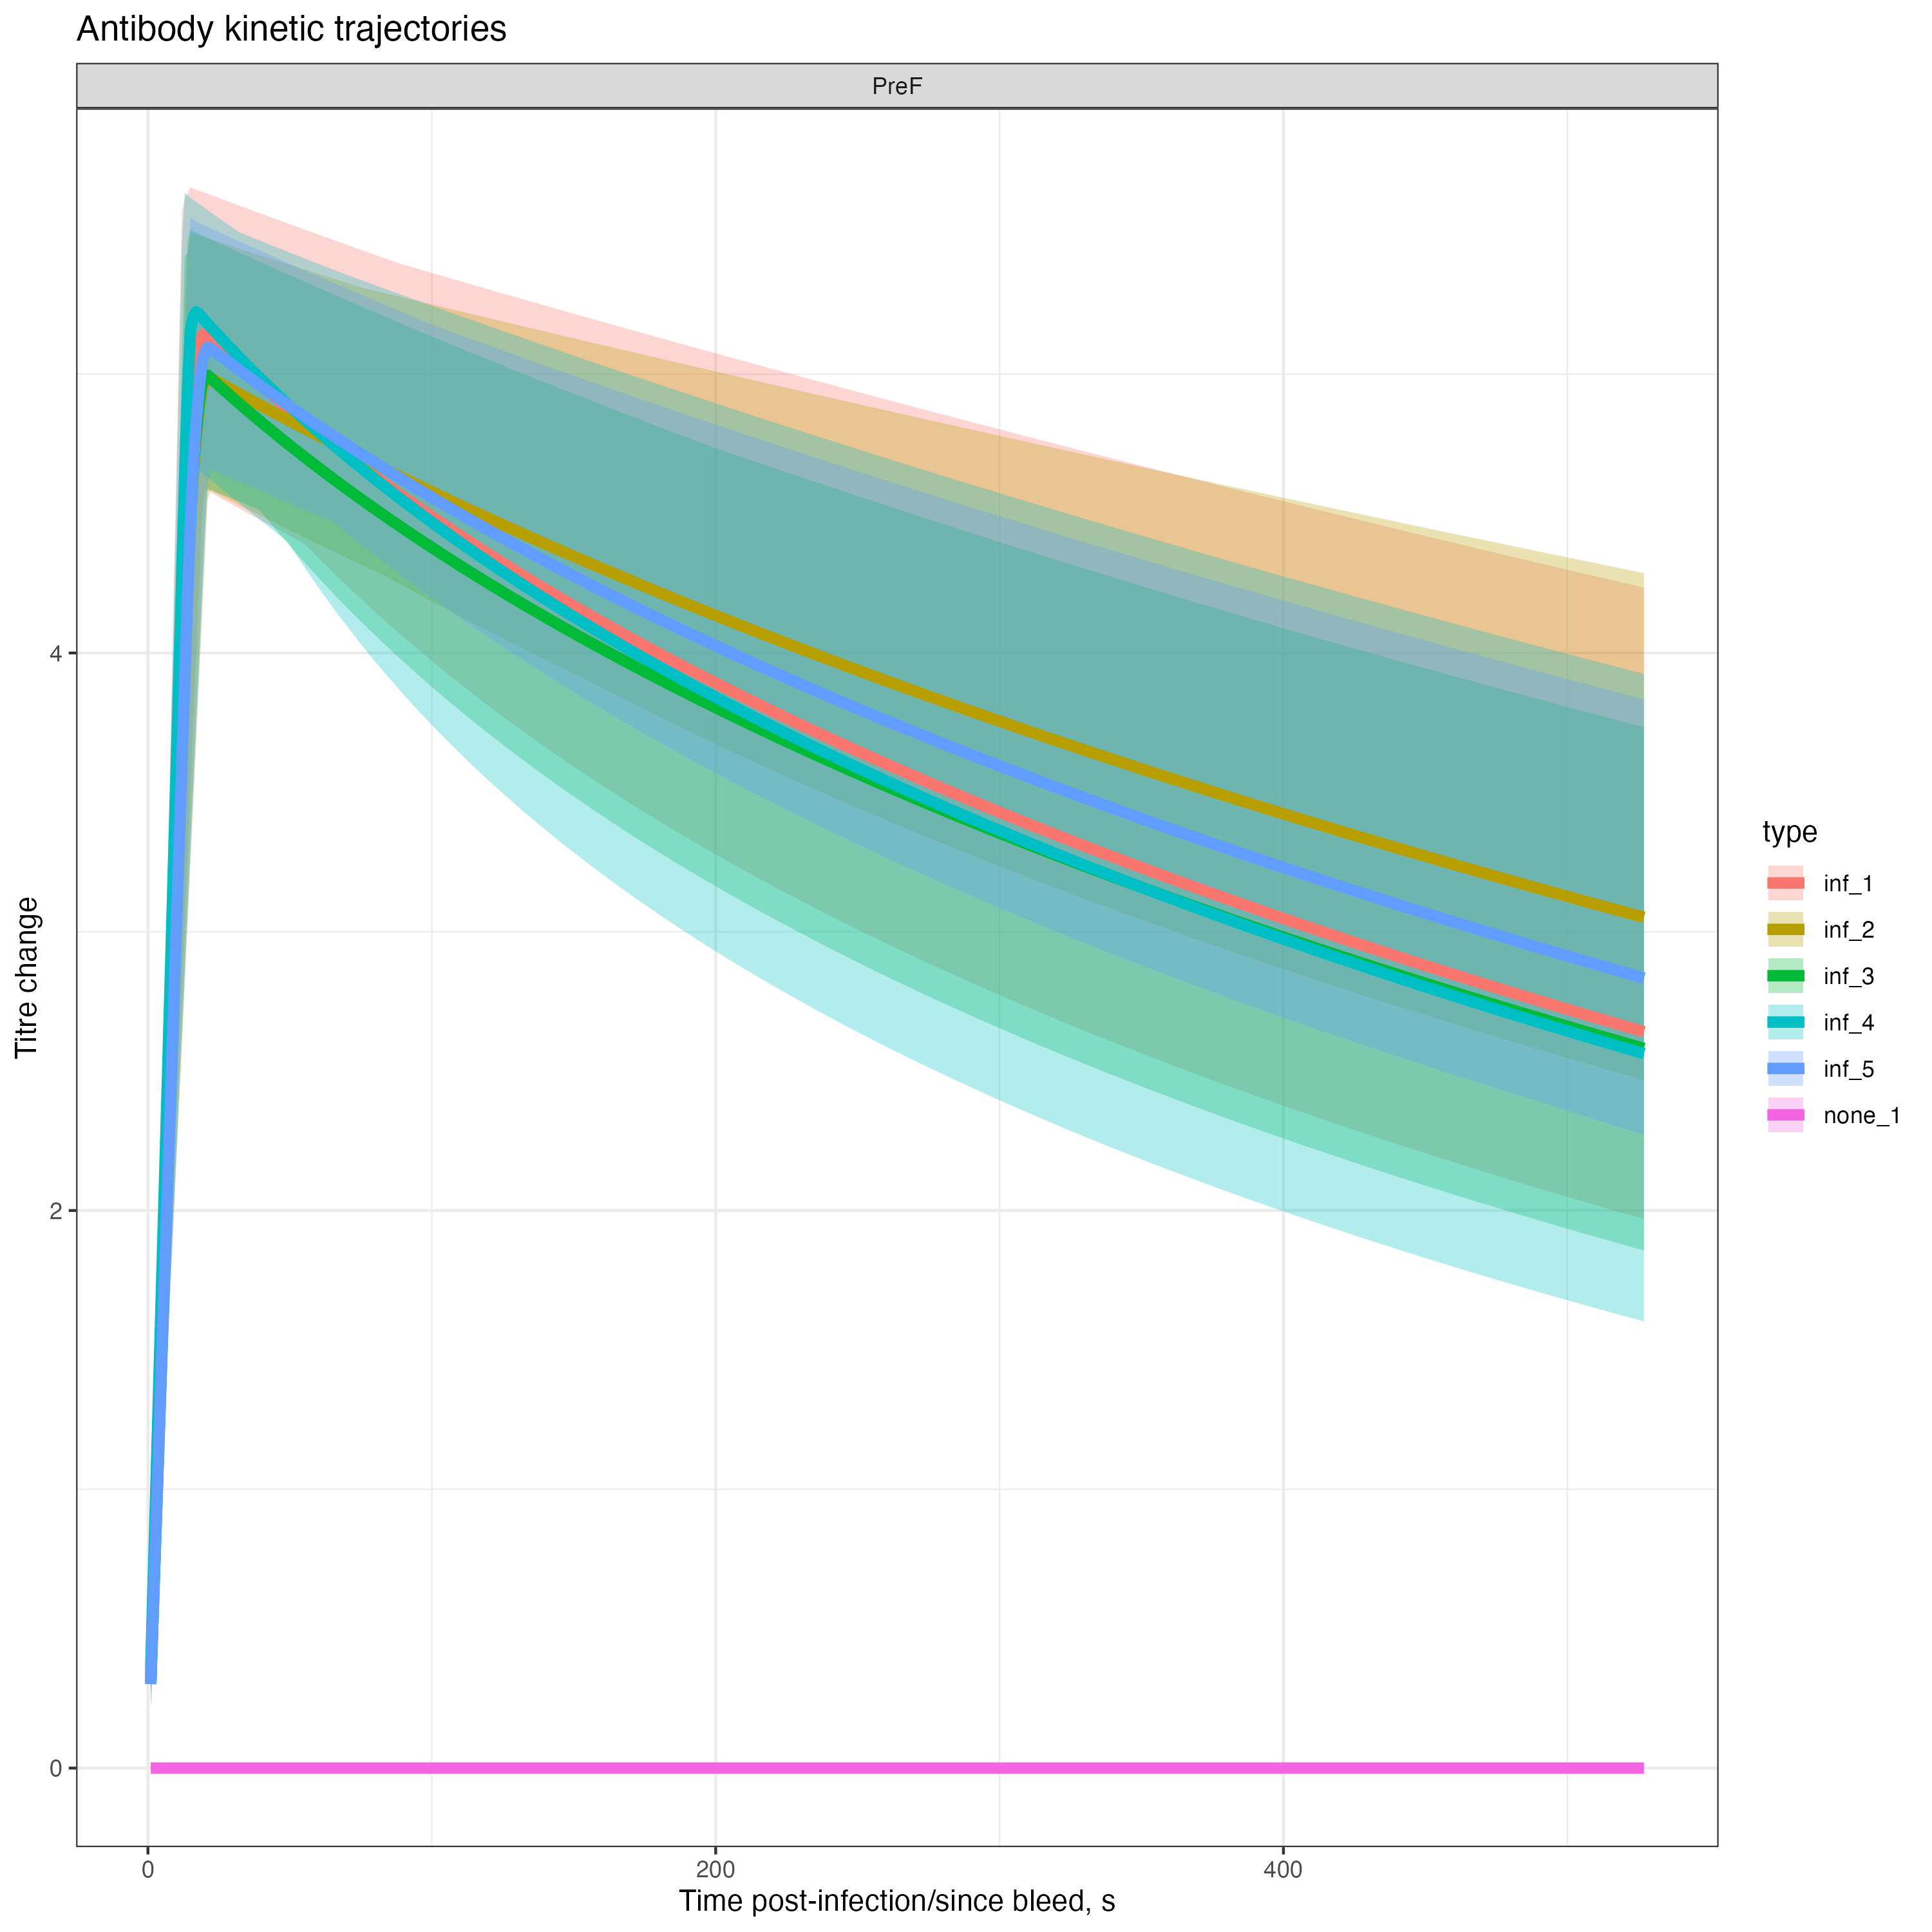 Antibody kinetic trajectories
PreF
Titre change
4
2
0
0
200
400
Time post-infection/since bleed, s
type
inf_1
inf_2
inf_3
inf_4
inf_5
none_1